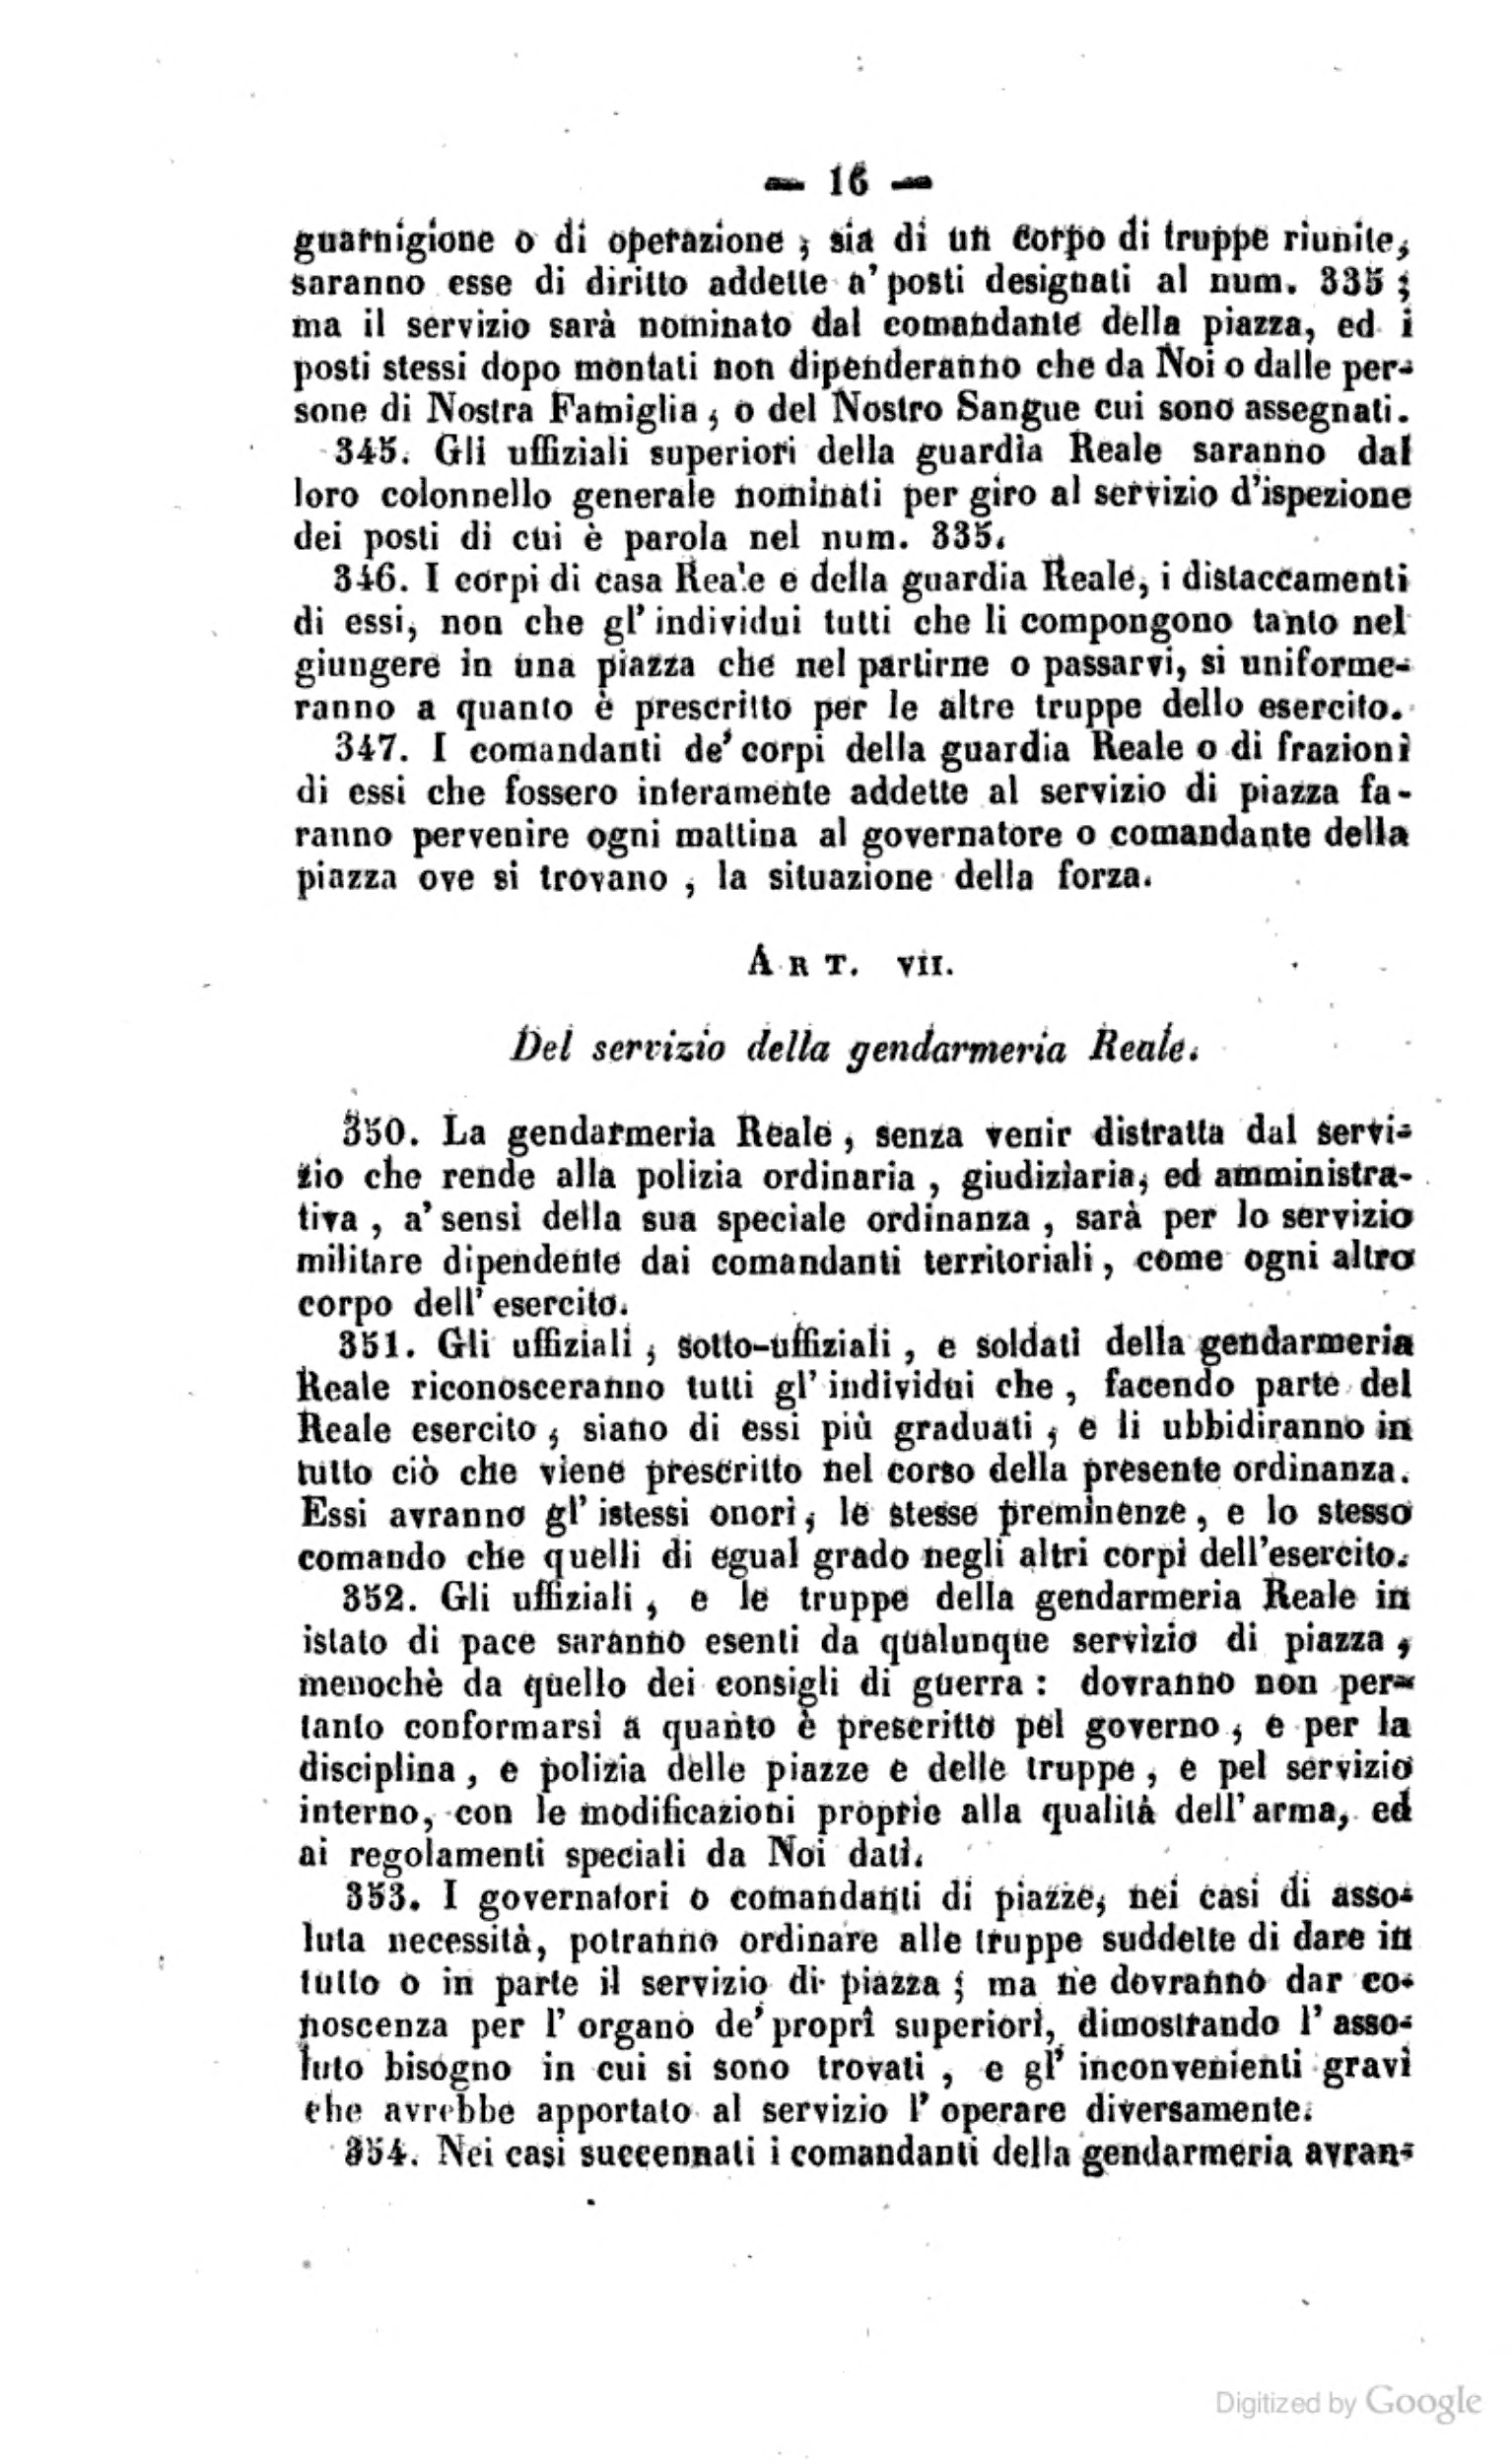 — 16 —
guarnigione o di operazione, sia di un corpo di truppe riunite,
saranno esse di diritto addette a' posti designati al num. 335;
ma il servizio sarà nominato dal comandante della piazza, ed i
posti stessi dopo montati non dipenderanno che da Noi o dalle per-
sone di Nostra Famiglia, o del Nostro Sangue cui sono assegnati.
345. Gli uffiziali superiori della guardia Reale saranno dal
loro colonnello generale nominati per giro al servizio d'ispezione
dei posti di cui è parola nel num. 335.
346. I corpi di casa Reale e della guardia Reale, i distaccamenti
di essi, non che gl' individui tutti che li compongono tanto nel
giungere in una piazza che nel partirne o passarvi, si uniforme-
ranno a quanto è prescritto per le altre truppe dello esercito.
347. I comandanti de' corpi della guardia Reale o di frazioni
di essi che fossero interamente addette al servizio di piazza fa-
ranno pervenire ogni mattina al governatore o comandante della
piazza ove si trovano, la situazione della forza.
ART. VII.
Del servizio della gendarmeria Reale.
350. La gendarmeria Reale, senza venir distratta dal servi-
zio che rende alla polizia ordinaria, giudiziaria, ed amministra-
tiva, a' sensi della sua speciale ordinanza, sarà per lo servizio
militare dipendente dai comandanti territoriali, come ogni altro
corpo dell' esercito.
351. Gli uffiziali, sotto-uffiziali, e soldati della gendarmeria
Reale riconosceranno tutti gl' individui che, facendo parte del
Reale esercito, siano di essi più graduati, e li ubbidiranno in
tutto ciò che viene prescritto nel corso della presente ordinanza.
Essi avranno gl' istessi onori, le stesse preminenze, e lo stesso
comando che quelli di egual grado negli altri corpi dell'esercito.
352. Gli uffiziali, e le truppe della gendarmeria Reale in
istato di pace saranno esenti da qualunque servizio di piazza,
menochè da quello dei consigli di guerra: dovranno non per-
tanto conformarsi a quanto è prescritto pel governo, e per la
disciplina, e polizia delle piazze e delle truppe, e pel servizio
interno, con le modificazioni proprie alla qualità dell' arma, ed
ai regolamenti speciali da Noi dati.
353. I governatori o comandanti di piazze, nei casi di asso-
luta necessità, potranno ordinare alle truppe suddette di dare in
tutto o in parte il servizio di piazza; ma ne dovranno dar co-
noscenza per l' organo de' proprî superiori, dimostrando l' asso-
luto bisogno in cui si sono trovati, e gl' inconvenienti gravi
che avrebbe apportato al servizio l' operare diversamente.
354. Nei casi succennati i comandanti della gendarmeria avran-
Digitized by Google